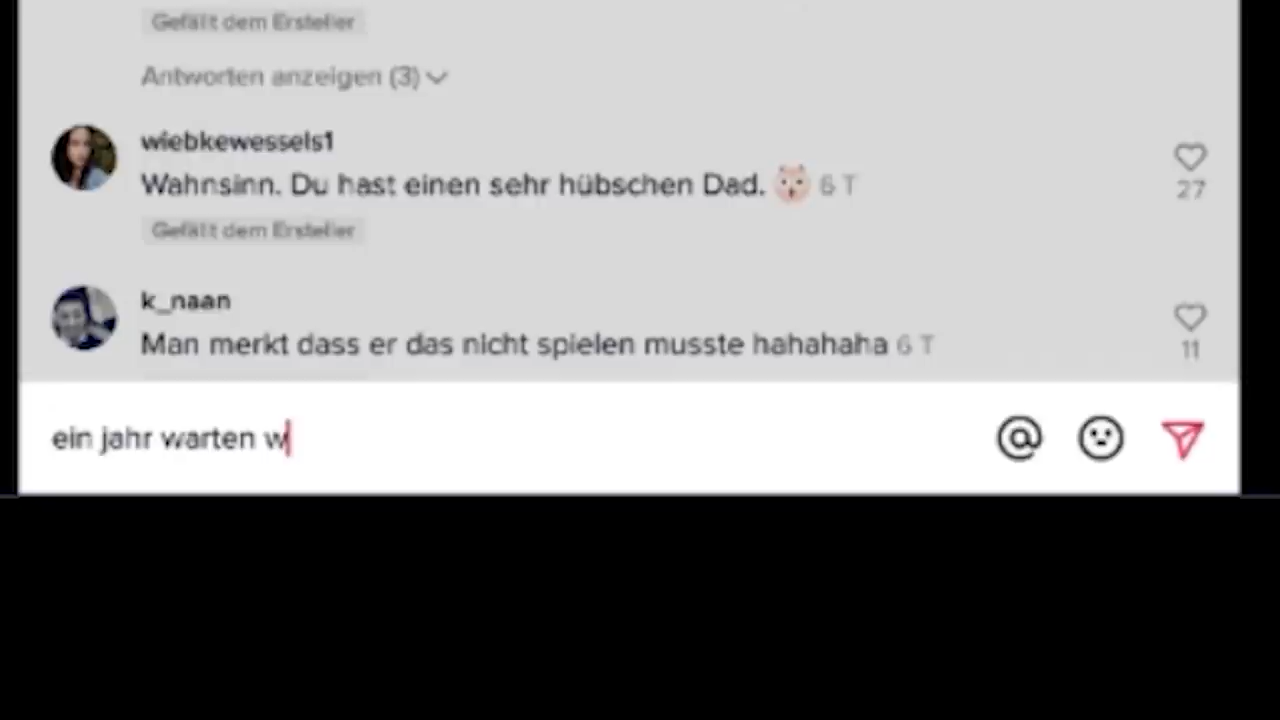 Gefällt dem Ersteller
Antworten anzeigen (3)
wiebkewessels1
Wahnsinn. Du hast einen sehr hübschen Dad. 6 T
27
Gefällt dem Ersteller
k_naan
Man merkt dass er das nicht spielen musste hahahaha 6 T
11
ein jahr warten w